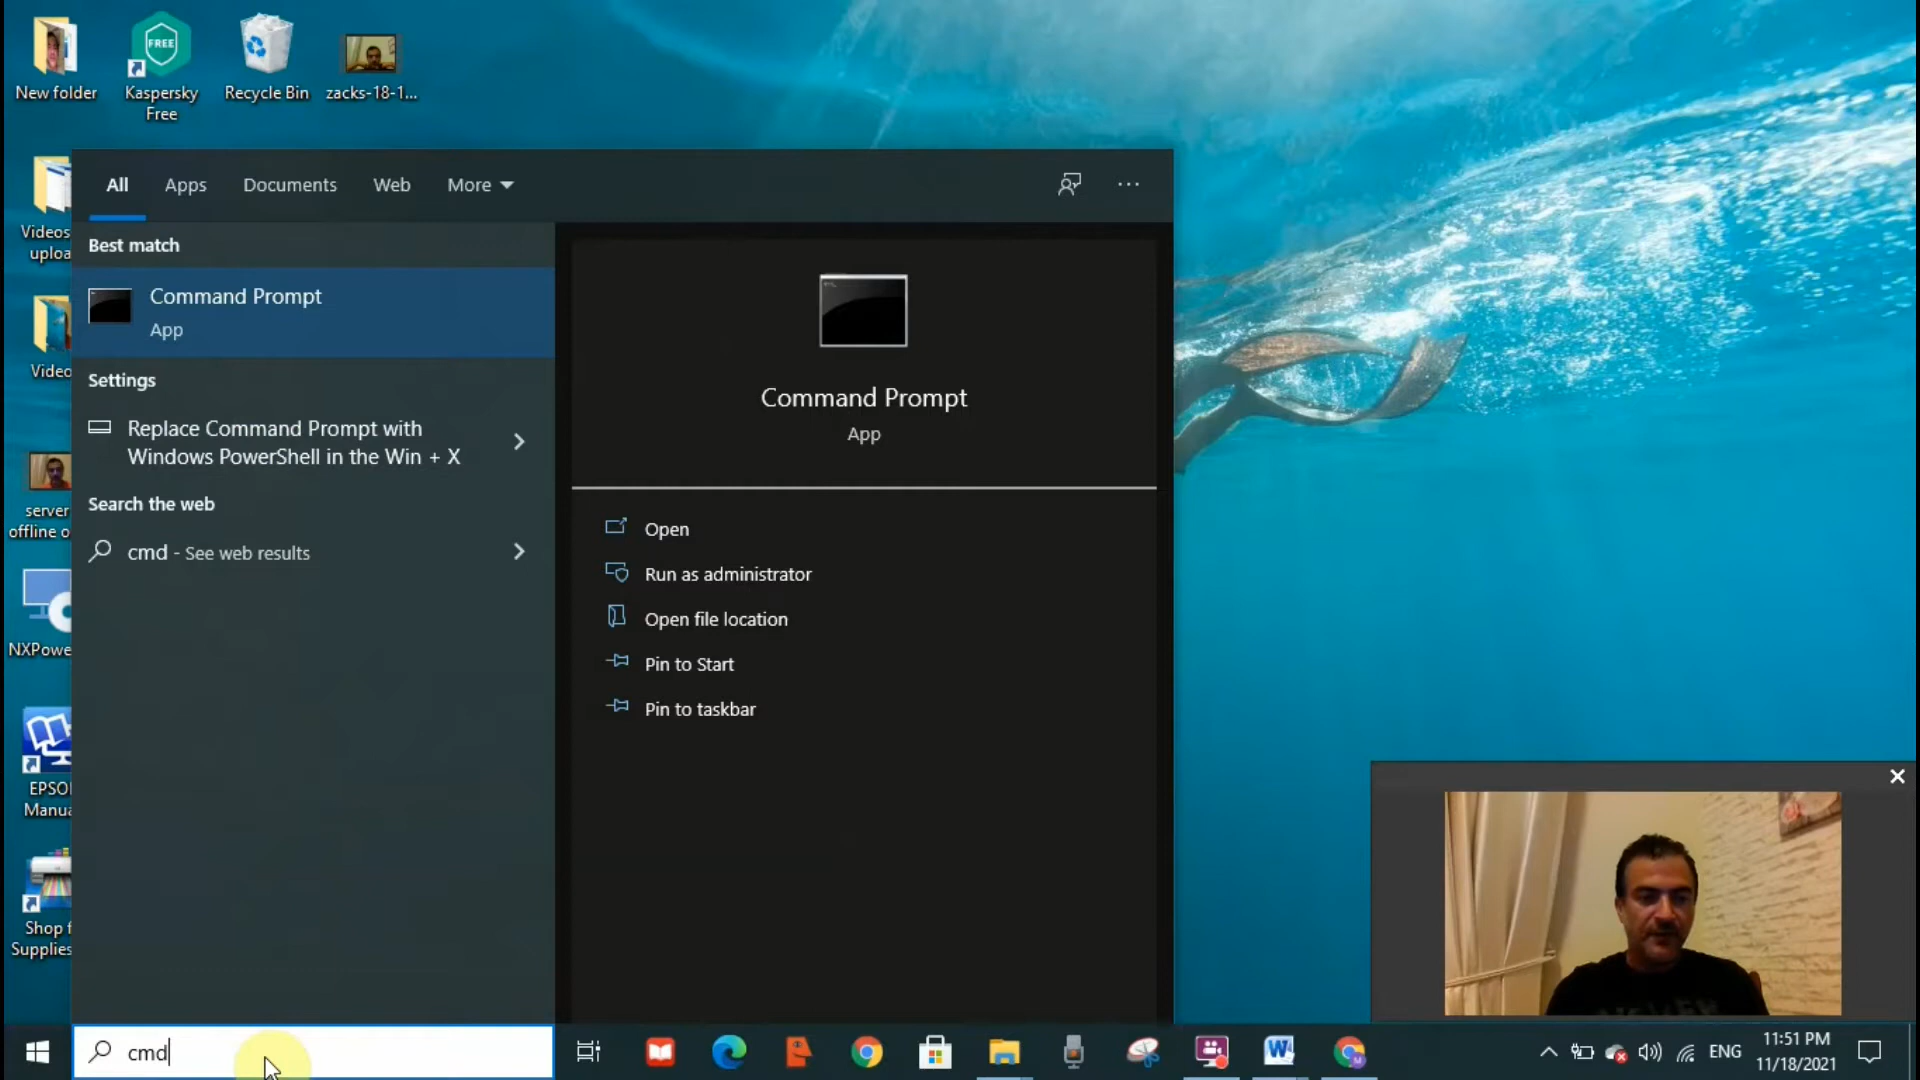 New folder
Kaspersky
Free
FREE
Recycle Bin
zacks-18-1...
Videos
uploa
Video
server
offline o
NXPowe
EPSO
Manua
Shop f
Supplies
All
Apps
Documents
Web
More
Best match
Command Prompt
App
Settings
Replace Command Prompt with
Windows PowerShell in the Win + X
Search the web
cmd - See web results
Command Prompt
App
Open
Run as administrator
Open file location
Pin to Start
Pin to taskbar
cmd
ENG
11:51 PM
11/18/2021